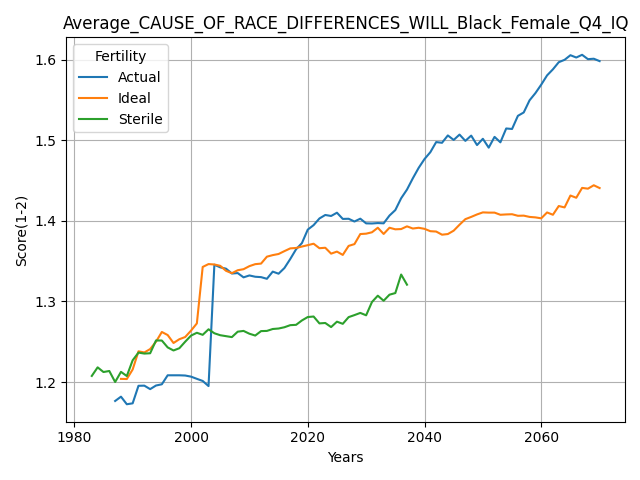 Average_CAUSE_OF_RACE_DIFFERENCES_WILL_Black_Female_Q4_IQ
Fertility
Actual
Ideal
Sterile
Score(1-2)
1.6
1.5
1.4
1.3
1.2
1980
2000
2020
2040
2060
Years